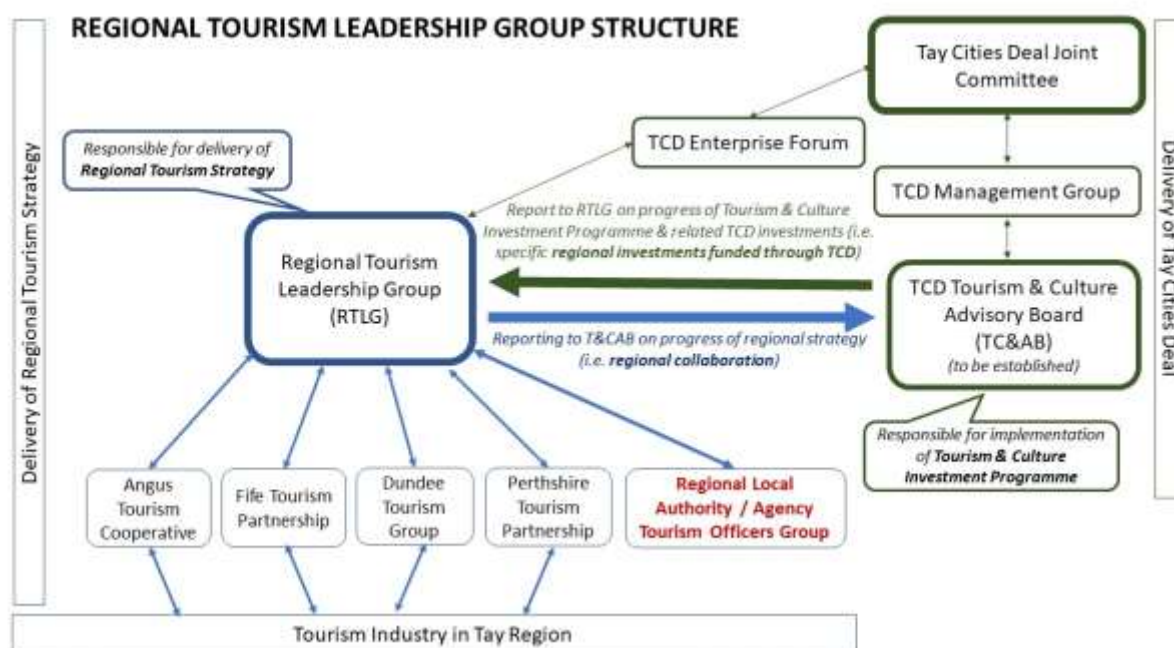 REGIONAL TOURISM LEADERSHIP GROUP STRUCTURE
Delivery of Regional Tourism Strategy
Tay Cities Deal Joint
Committee
Delivery of Tay Cities Deal
TCD Enterprise Forum
Responsible for delivery of
Regional Tourism Strategy
TCD Management Group
Report to RTLG on progress of Tourism & Culture
Investment Programme & related TCD investments (i.e.
specific regional investments funded through TCD)
Regional Tourism
Leadership Group
(RTLG)
TCD Tourism & Culture
Advisory Board
(TC&AB)
(to be established)
Reporting to T&CAB on progress of regional strategy
(i.e. regional collaboration)
Responsible for implementation
of Tourism & Culture
Investment Programme
Angus
Tourism
Cooperative
Fife Tourism
Partnership
Dundee
Tourism
Group
Perthshire
Tourism
Partnership
Regional Local
Authority / Agency
Tourism Officers Group
Tourism Industry in Tay Region